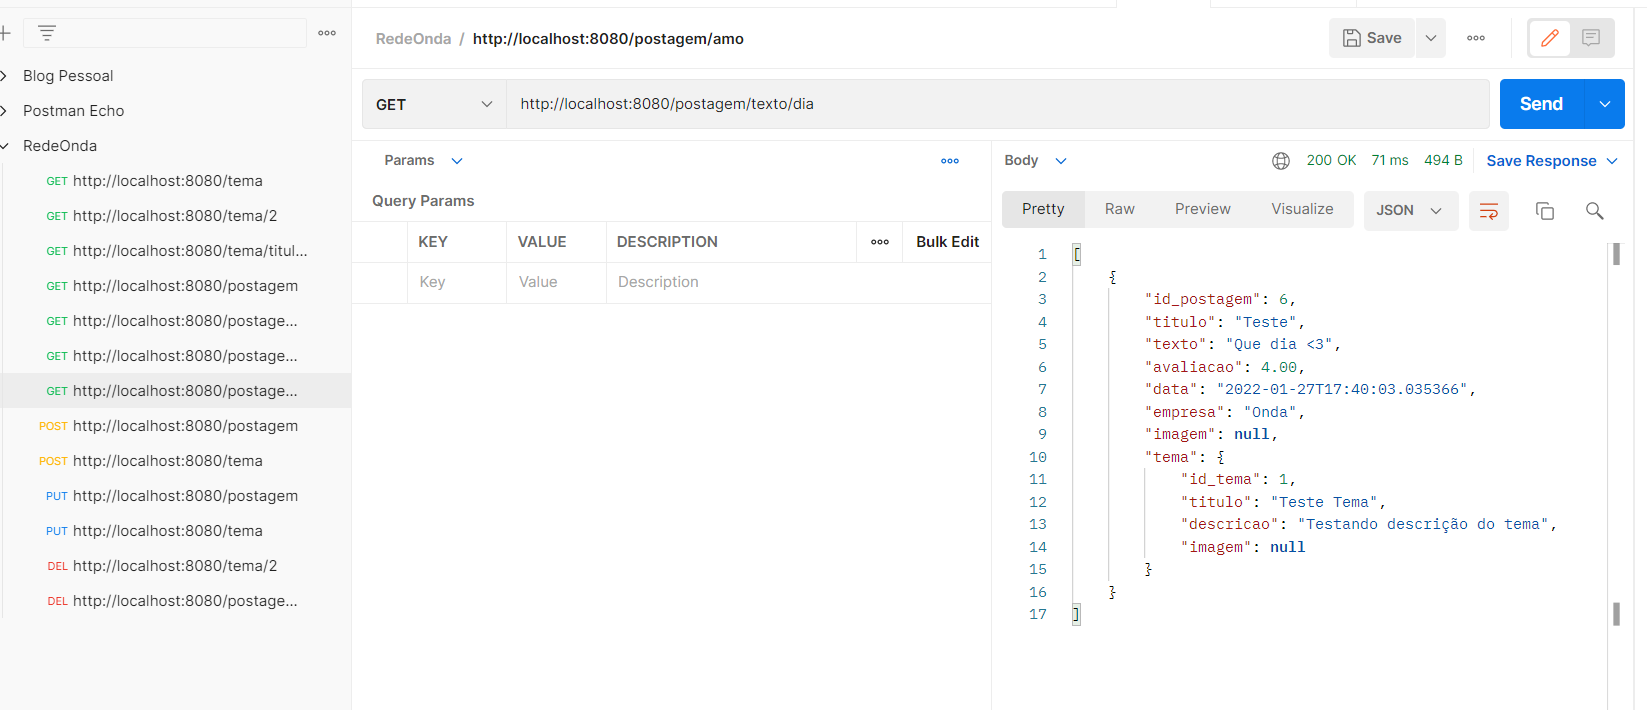 RedeOnda / http://localhost:8080/postagem/amo
Save
Blog Pessoal
Postman Echo
RedeOnda
GET http://localhost:8080/tema
GET http://localhost:8080/tema/2
GET http://localhost:8080/tema/titul...
GET http://localhost:8080/postagem
GET http://localhost:8080/postage...
GET http://localhost:8080/postage...
GET http://localhost:8080/postage...
POST http://localhost:8080/postagem
POST http://localhost:8080/tema
PUT http://localhost:8080/postagem
PUT http://localhost:8080/tema
DEL http://localhost:8080/tema/2
DEL http://localhost:8080/postage...
GET http://localhost:8080/postagem/texto/dia Send
Params
Query Params
KEY VALUE DESCRIPTION Bulk Edit
Key Value Description
Body 200 OK 71 ms 494 B Save Response
Pretty Raw Preview Visualize JSON
1 [
2 {
3 "id_postagem": 6,
4 "titulo": "Teste",
5 "texto": "Que dia <3",
6 "avaliacao": 4.00,
7 "data": "2022-01-27T17:40:03.035366",
8 "empresa": "Onda",
9 "imagem": null,
10 "tema": {
11 "id_tema": 1,
12 "titulo": "Teste Tema",
13 "descricao": "Testando descrição do tema",
14 "imagem": null
15 }
16 }
17 ]